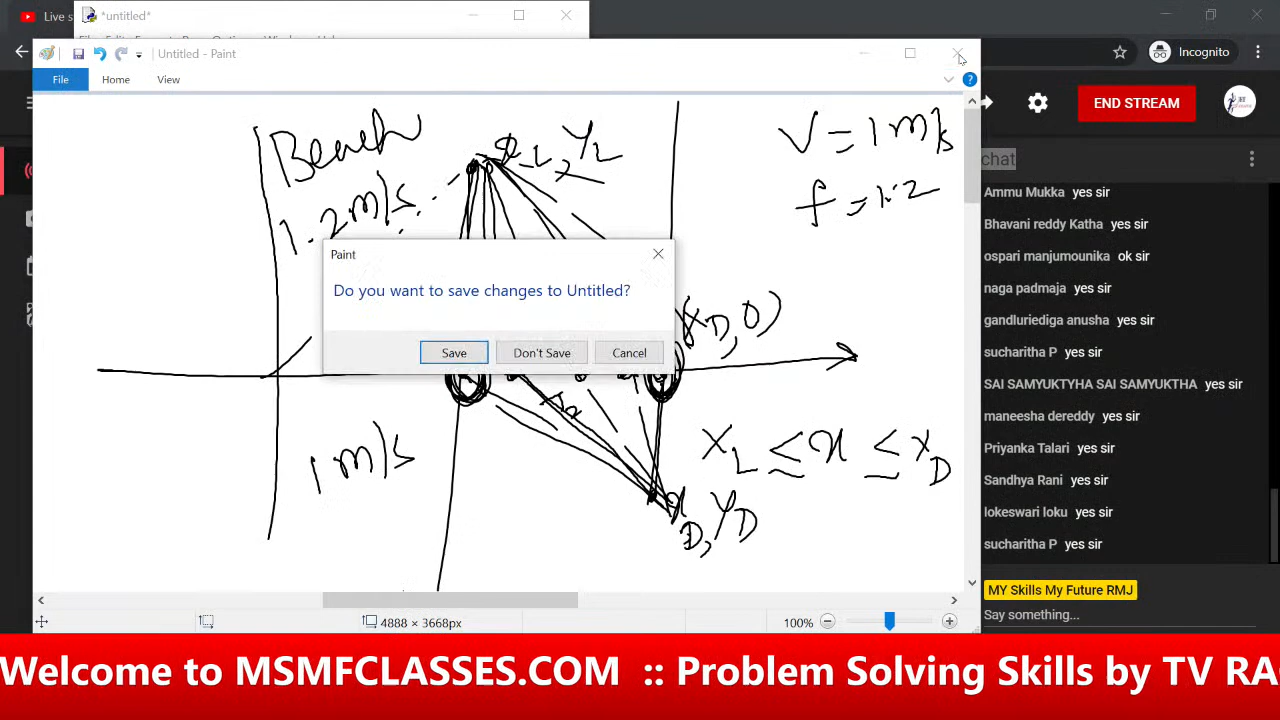 Live s
*untitled*
Untitled - Paint
Incognito
File
Home
View
END STREAM
chat
Ammu Mukka yes sir
Bhavani reddy Katha yes sir
ospari manjumounika ok sir
naga padmaja yes sir
gandluriediga anusha yes sir
sucharitha P yes sir
SAI SAMYUKTYHA SAI SAMYUKTHA yes sir
maneesha dereddy yes sir
Priyanka Talari yes sir
Sandhya Rani yes sir
lokeswari loku yes sir
sucharitha P yes sir
MY Skills My Future RMJ
Say something...
Beach
1.2 m/s
V = 1 m/s
f = 1.2
Paint
Do you want to save changes to Untitled?
Save
Don't Save
Cancel
(XD, 0)
1 m/s
XL ≤ x ≤ XD
XD, YD
4888 × 3668px
100%
Welcome to MSMFCLASSES.COM :: Problem Solving Skills by TV RA